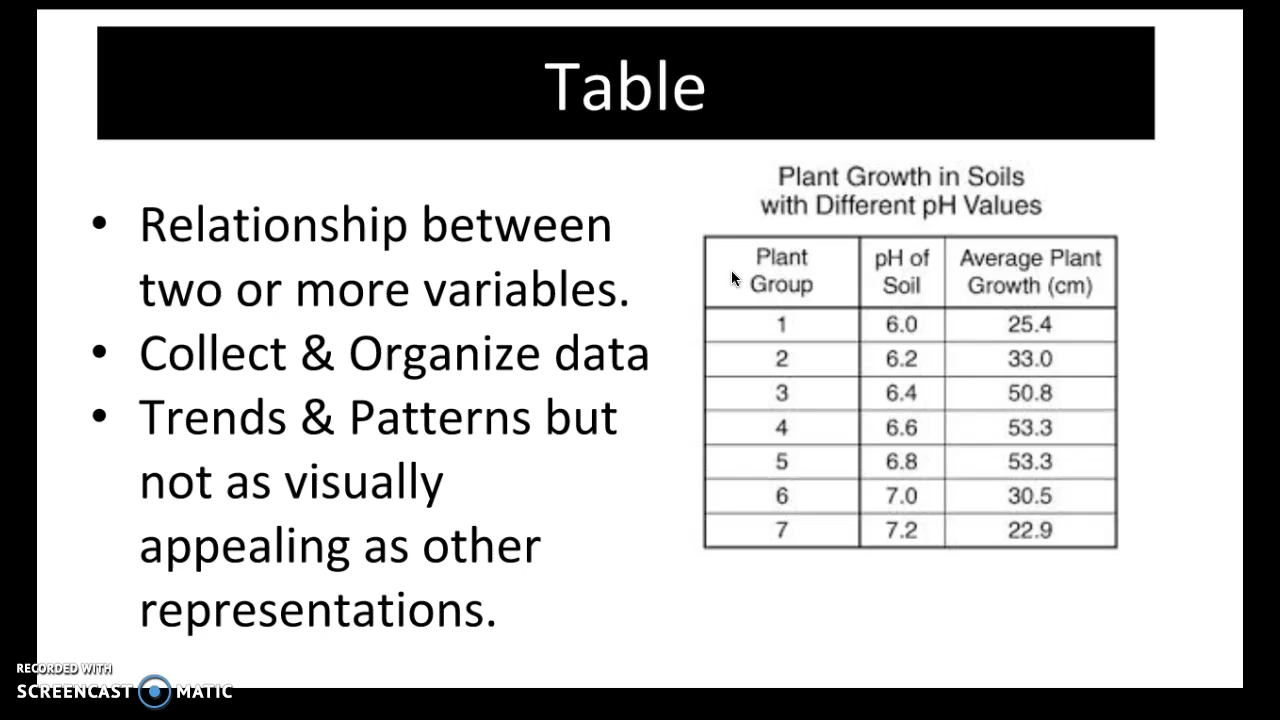 Table
• Relationship between
two or more variables.
• Collect & Organize data
• Trends & Patterns but
not as visually
appealing as other
representations.
Plant Growth in Soils
with Different pH Values
Plant Group | pH of Soil | Average Plant Growth (cm)
1 | 6.0 | 25.4
2 | 6.2 | 33.0
3 | 6.4 | 50.8
4 | 6.6 | 53.3
5 | 6.8 | 53.3
6 | 7.0 | 30.5
7 | 7.2 | 22.9
RECORDED WITH
SCREENCAST MATIC